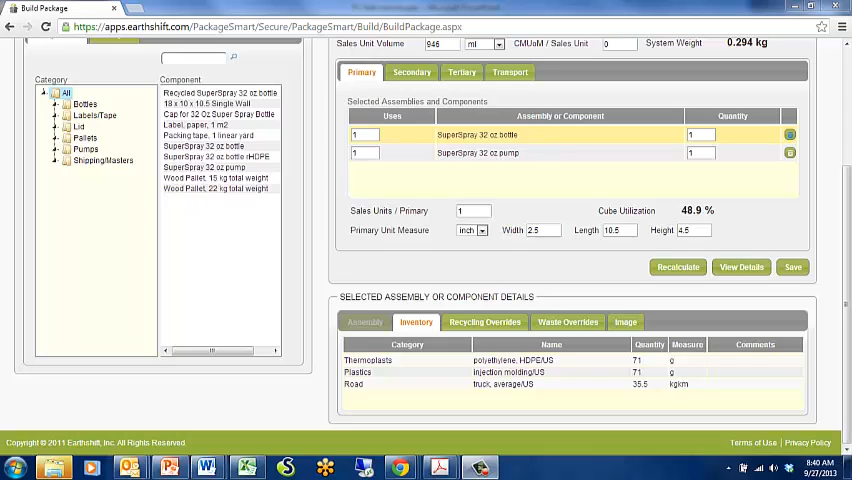 Build Package
https://apps.earthshift.com/PackageSmart/Secure/PackageSmart/Build/BuildPackage.aspx
Sales Unit Volume 946 ml CMUoM / Sales Unit 0 System Weight 0.294 kg
Category
Component
All
Bottles
Labels/Tape
Lid
Pallets
Pumps
Shipping/Masters
Recycled SuperSpray 32 oz bottle
18 x 10 x 10.5 Single Wall
Cap for 32 Oz Super Spray Bottle
Label, paper, 1 m2
Packing tape, 1 linear yard
SuperSpray 32 oz bottle
SuperSpray 32 oz bottle rHDPE
SuperSpray 32 oz pump
Wood Pallet, 15 kg total weight
Wood Pallet, 22 kg total weight
Primary Secondary Tertiary Transport
Selected Assemblies and Components
Uses Assembly or Component Quantity
1 SuperSpray 32 oz bottle 1
1 SuperSpray 32 oz pump 1
Sales Units / Primary 1 Cube Utilization 48.9 %
Primary Unit Measure inch Width 2.5 Length 10.5 Height 4.5
Recalculate View Details Save
SELECTED ASSEMBLY OR COMPONENT DETAILS
Assembly Inventory Recycling Overrides Waste Overrides Image
Category Name Quantity Measure Comments
Thermoplasts polyethylene, HDPE/US 71 g
Plastics injection molding/US 71 g
Road truck, average/US 35.5 kgkm
Copyright © 2011 Earthshift. All Rights Reserved.
Terms of Use | Privacy Policy
8:40 AM
9/27/2013